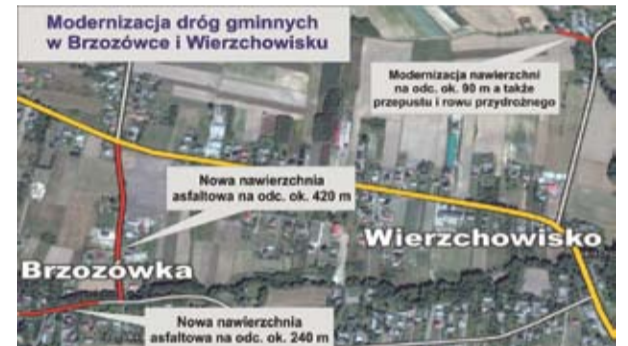 Modernizacja dróg gminnych
w Brzozówce i Wierzchowisku
Modernizacja nawierzchni
na odc. ok. 90 m a także
przepustu i rowu przydrożnego
Nowa nawierzchnia
asfaltowa na odc. ok. 420 m
Wierzchowisko
Brzozówka
Nowa nawierzchnia
asfaltowa na odc. ok. 240 m